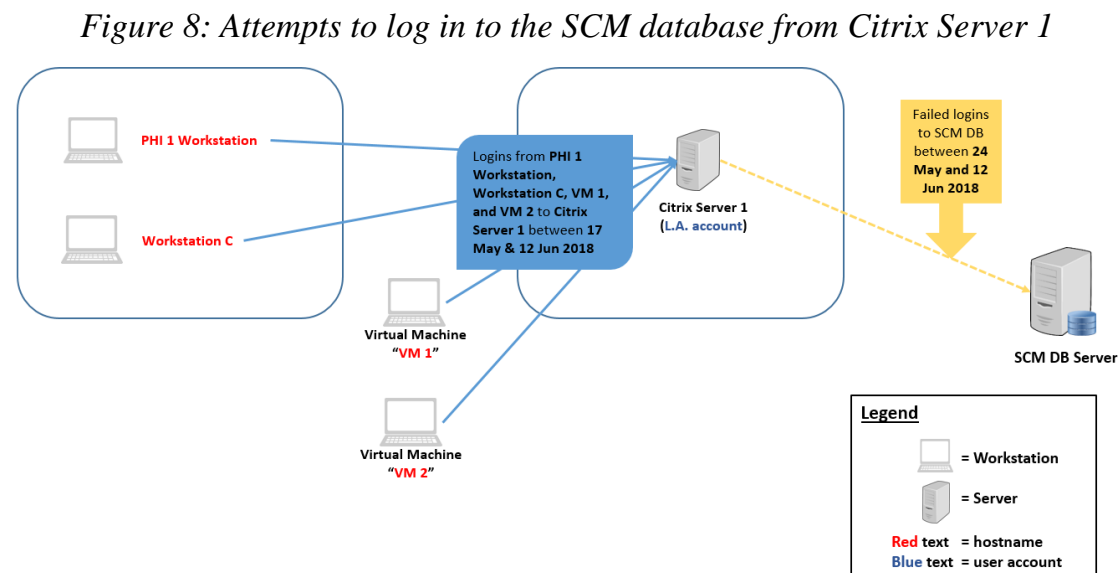 Figure 8: Attempts to log in to the SCM database from Citrix Server 1
PHI 1 Workstation
Workstation C
Logins from PHI 1
Workstation,
Workstation C, VM 1,
and VM 2 to Citrix
Server 1 between 17
May & 12 Jun 2018
Virtual Machine
“VM 1”
Virtual Machine
“VM 2”
Citrix Server 1
(L.A. account)
Failed logins
to SCM DB
between 24
May and 12
Jun 2018
SCM DB Server
Legend
= Workstation
= Server
Red text = hostname
Blue text = user account